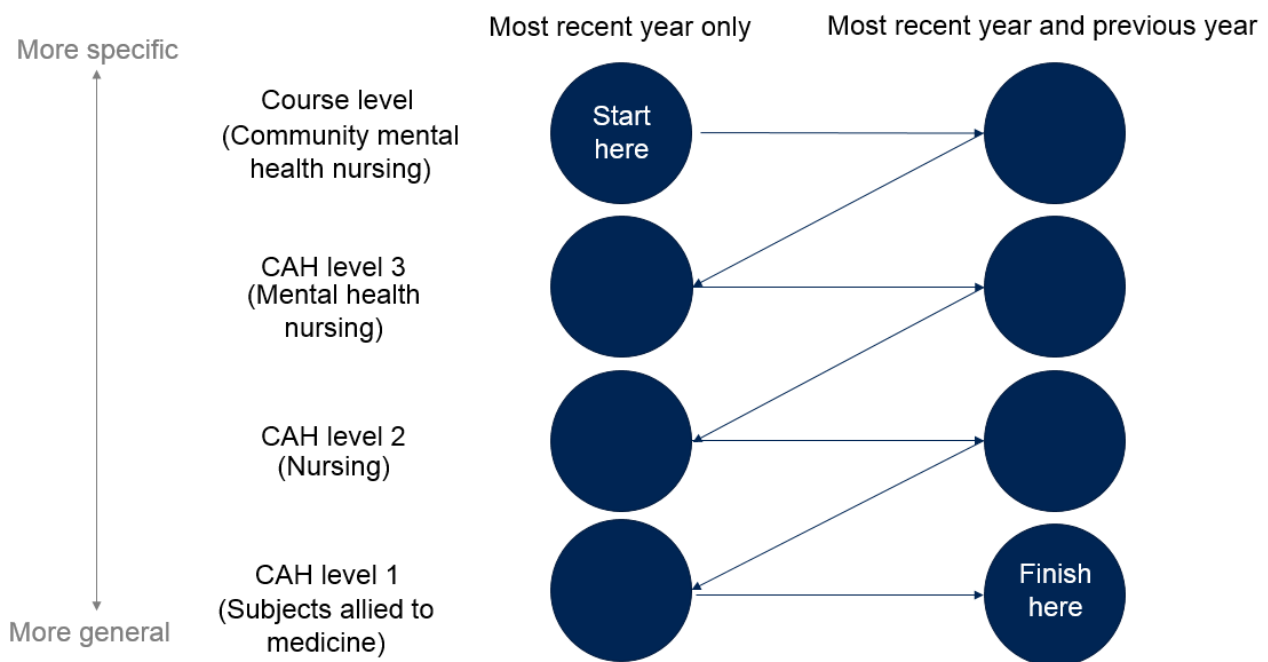 Most recent year only
Most recent year and previous year
More specific
Course level
(Community mental
health nursing)
Start
here
CAH level 3
(Mental health
nursing)
CAH level 2
(Nursing)
CAH level 1
(Subjects allied to
medicine)
Finish
here
More general